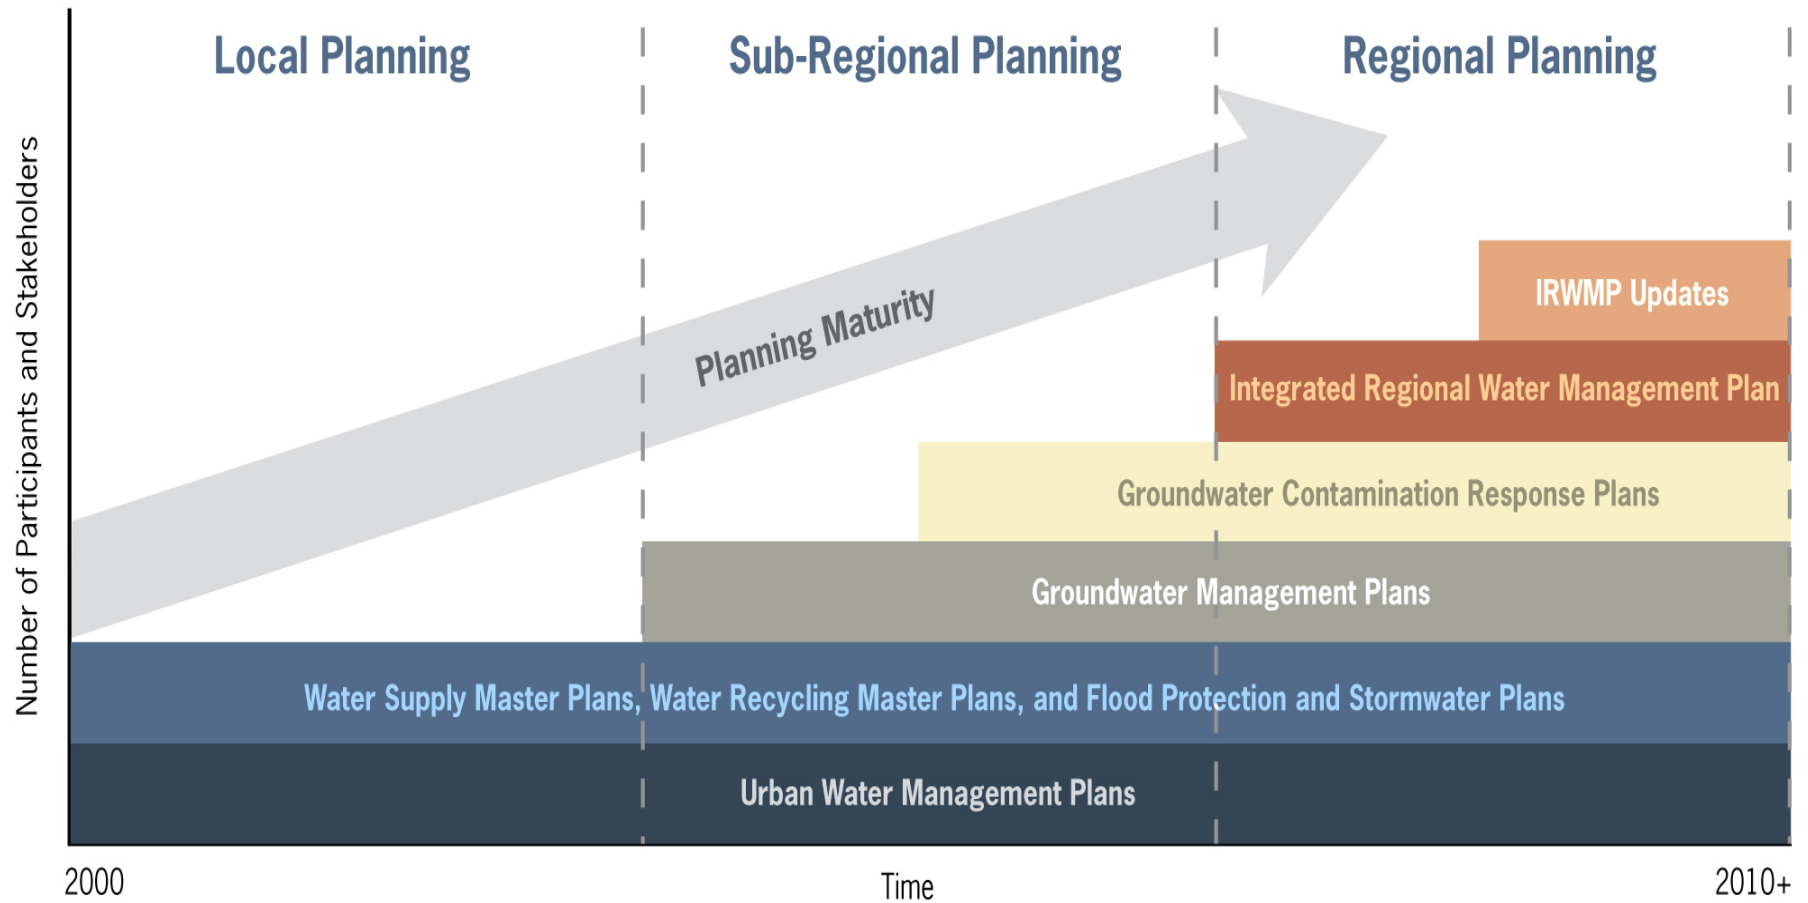 Local Planning
Sub-Regional Planning
Regional Planning
Number of Participants and Stakeholders
Planning Maturity
IRWMP Updates
Integrated Regional Water Management Plan
Groundwater Contamination Response Plans
Groundwater Management Plans
Water Supply Master Plans, Water Recycling Master Plans, and Flood Protection and Stormwater Plans
Urban Water Management Plans
2000
Time
2010+